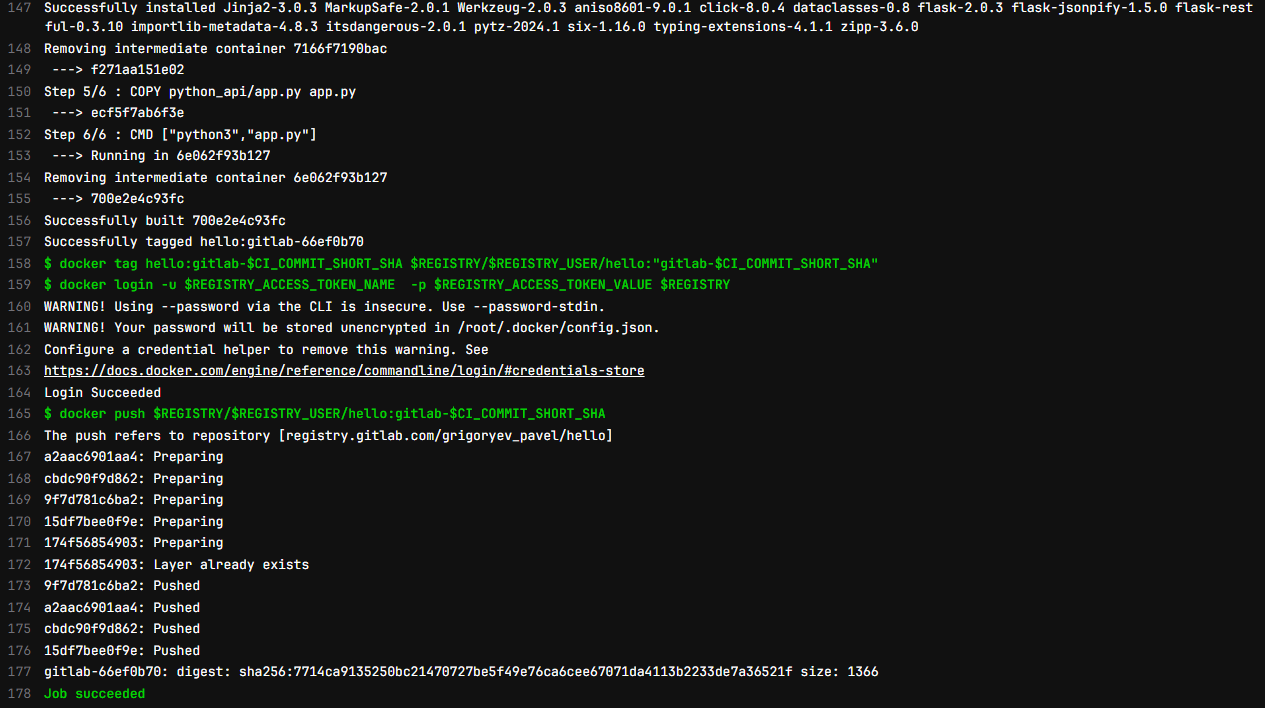 147 Successfully installed Jinja2-3.0.3 MarkupSafe-2.0.1 Werkzeug-2.0.3 aniso8601-9.0.1 click-8.0.4 dataclasses-0.8 flask-2.0.3 flask-jsonpify-1.5.0 flask-rest
ful-0.3.10 importlib-metadata-4.8.3 itsdangerous-2.0.1 pytz-2024.1 six-1.16.0 typing-extensions-4.1.1 zipp-3.6.0
148 Removing intermediate container 7166f7190bac
149 ---> f271aa151e02
150 Step 5/6 : COPY python_api/app.py app.py
151 ---> ecf5f7ab6f3e
152 Step 6/6 : CMD ["python3","app.py"]
153 ---> Running in 6e062f93b127
154 Removing intermediate container 6e062f93b127
155 ---> 700e2e4c93fc
156 Successfully built 700e2e4c93fc
157 Successfully tagged hello:gitlab-66ef0b70
158 $ docker tag hello:gitlab-$CI_COMMIT_SHORT_SHA $REGISTRY/$REGISTRY_USER/hello:"gitlab-$CI_COMMIT_SHORT_SHA"
159 $ docker login -u $REGISTRY_ACCESS_TOKEN_NAME  -p $REGISTRY_ACCESS_TOKEN_VALUE $REGISTRY
160 WARNING! Using --password via the CLI is insecure. Use --password-stdin.
161 WARNING! Your password will be stored unencrypted in /root/.docker/config.json.
162 Configure a credential helper to remove this warning. See
163 https://docs.docker.com/engine/reference/commandline/login/#credentials-store
164 Login Succeeded
165 $ docker push $REGISTRY/$REGISTRY_USER/hello:gitlab-$CI_COMMIT_SHORT_SHA
166 The push refers to repository [registry.gitlab.com/grigoryev_pavel/hello]
167 a2aac6901aa4: Preparing
168 cbdc90f9d862: Preparing
169 9f7d781c6ba2: Preparing
170 15df7bee0f9e: Preparing
171 174f56854903: Preparing
172 174f56854903: Layer already exists
173 9f7d781c6ba2: Pushed
174 a2aac6901aa4: Pushed
175 cbdc90f9d862: Pushed
176 15df7bee0f9e: Pushed
177 gitlab-66ef0b70: digest: sha256:7714ca9135250bc21470727be5f49e76ca6cee67071da4113b2233de7a36521f size: 1366
178 Job succeeded